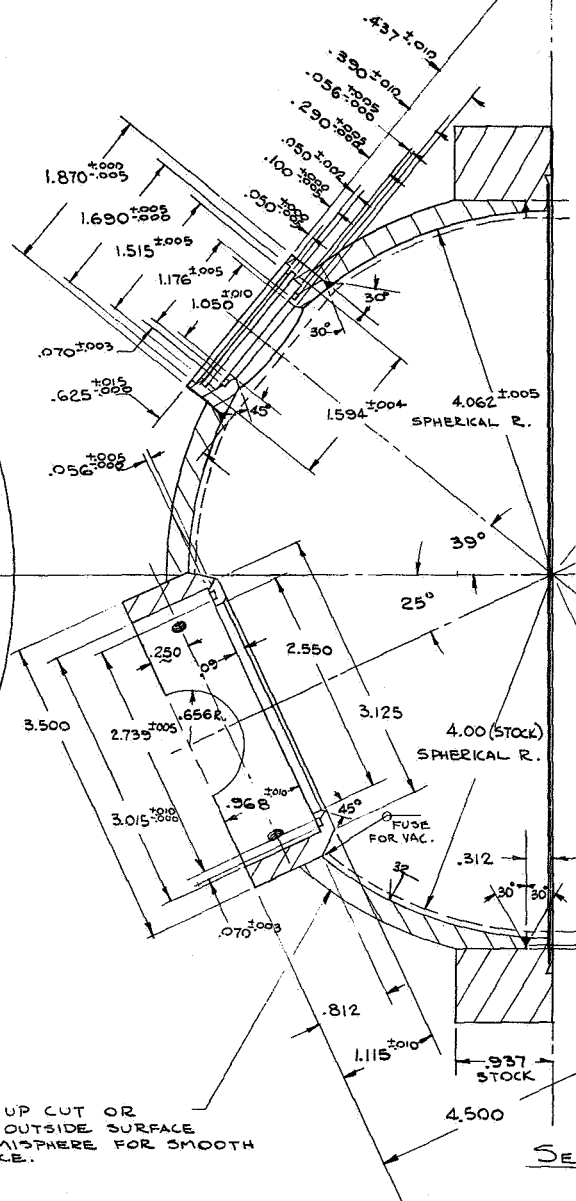 .437 ±.010
.390 ±.010
.056 +.005 -.000
.290 +.005 -.000
.050 ±.002
.100 +.000
.050 +.000
1.870 +.000 -.005
1.690 +.005 -.000
1.515 ±.005
1.176 ±.005
1.050 ±.010
.070 ±.003
.625 +.015 -.000
.056 +.005 -.000
30°
30°
45°
1.594 ±.004
4.062 ±.005
SPHERICAL R.
39°
25°
.250
.09
2.550
3.125
3.500
2.739 ±.005
.656 R.
4.00 (STOCK)
SPHERICAL R.
3.015 +.010 -.000
.968 ±.010
45°
FUSE
FOR VAC.
.312
32
30°
30°
.070 ±.003
.812
1.115 ±.010
.937
STOCK
4.500
UP CUT OR
OUTSIDE SURFACE
MISPHERE FOR SMOOTH
CE.
SE